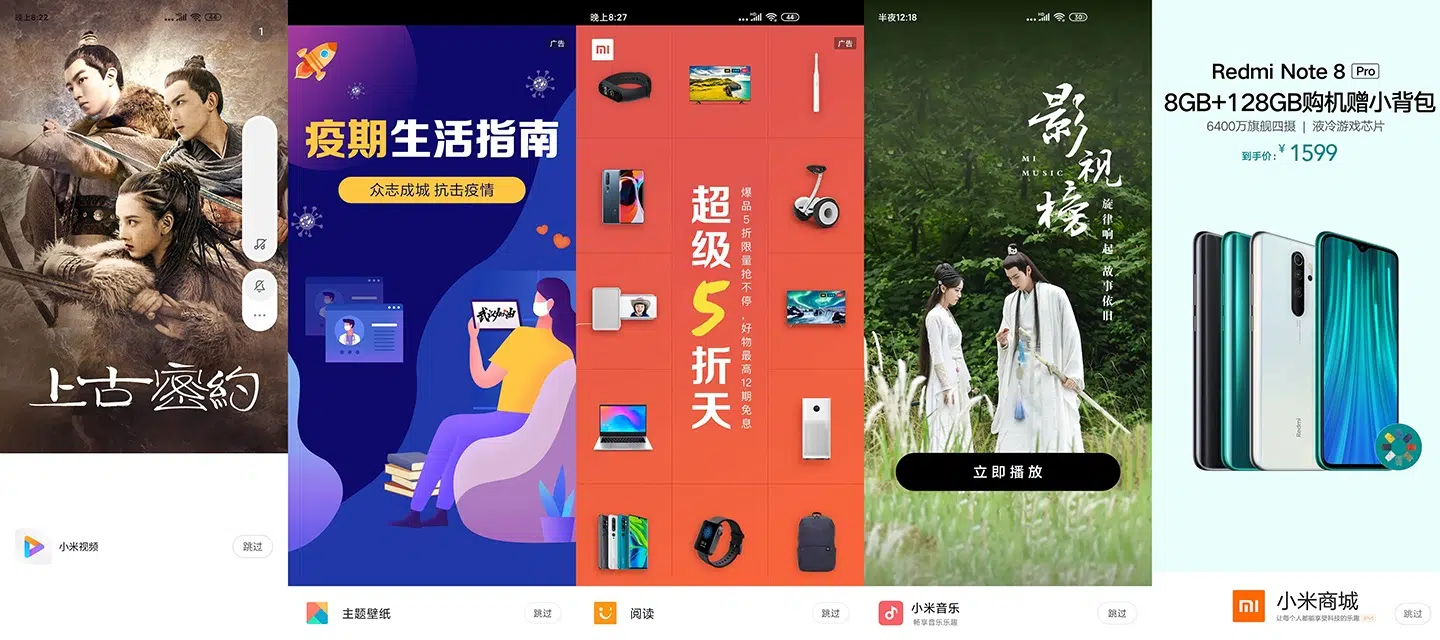 晚上8:22
44
1
上古密约
小米视频
跳过
广告
疫期生活指南
众志成城 抗击疫情
武汉加油
主题壁纸
跳过
晚上8:27
HD
44
mi
广告
超级5折天
爆品5折限量抢不停，好物最高12期免息
阅读
跳过
半夜12:18
HD
30
影视榜
MI
MUSIC
旋律响起 故事依旧
立即播放
小米音乐
畅享音乐乐趣
跳过
Redmi Note 8 Pro
8GB+128GB购机赠小背包
6400万旗舰四摄 | 液冷游戏芯片
到手价：¥1599
Redmi
mi
小米商城
让每个人都能享受科技的乐趣
跳过